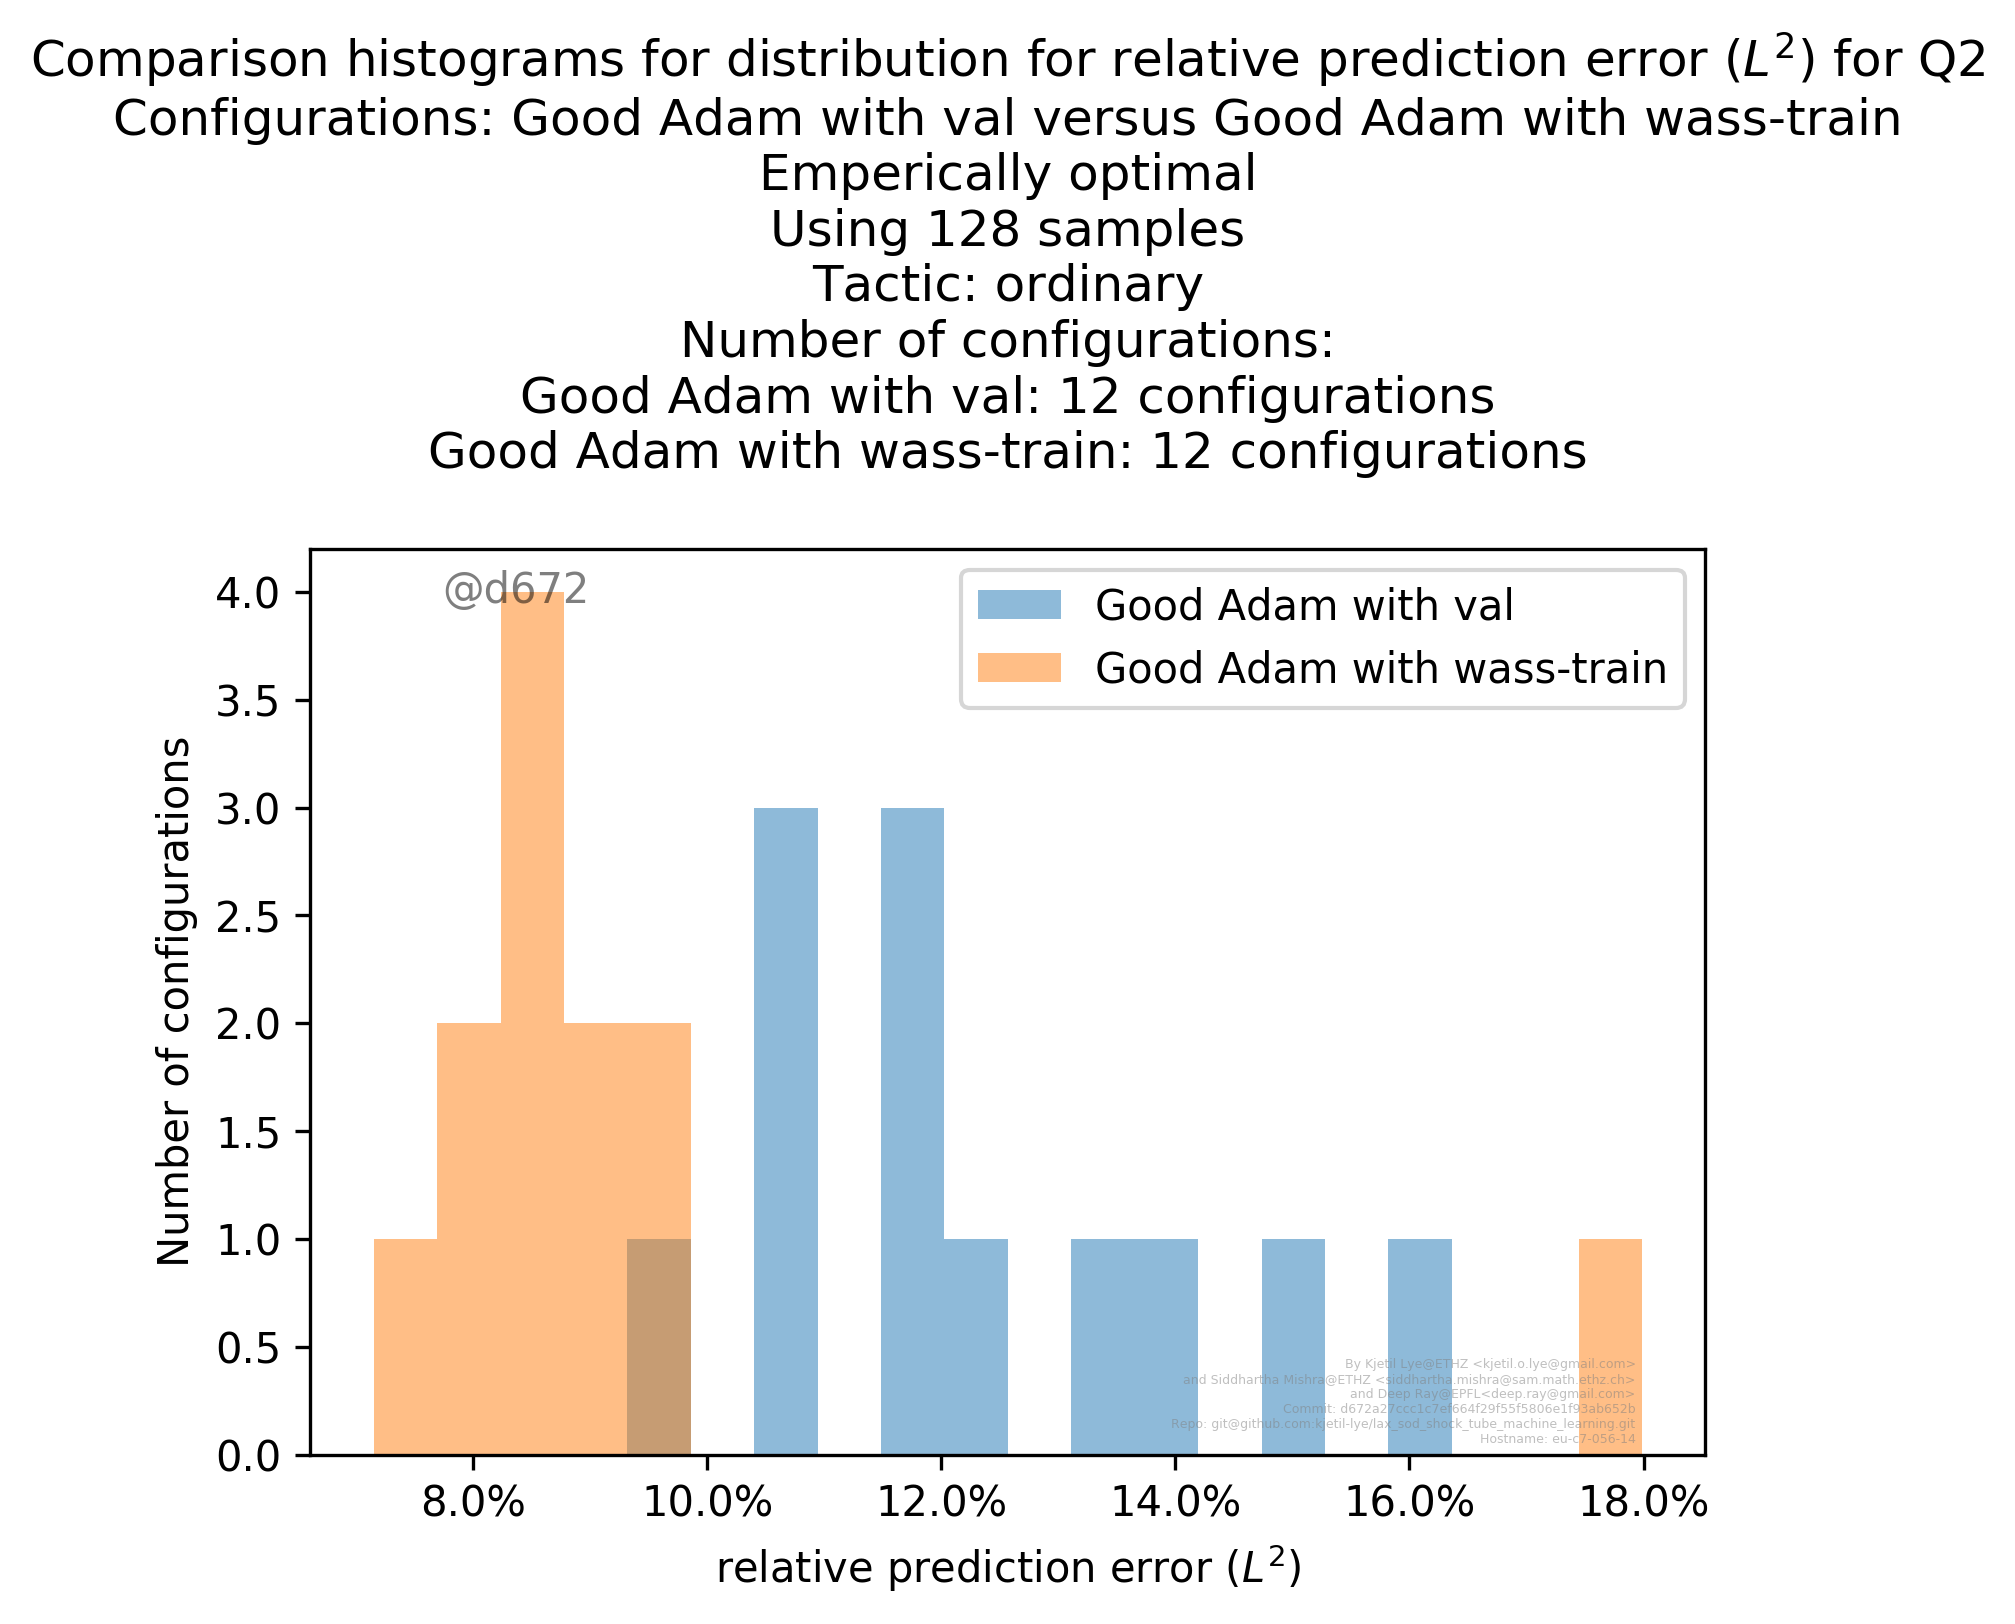 Comparison histograms for distribution for relative prediction error (L²) for Q2
Configurations: Good Adam with val versus Good Adam with wass-train
Emperically optimal
Using 128 samples
Tactic: ordinary
Number of configurations:
Good Adam with val: 12 configurations
Good Adam with wass-train: 12 configurations
@d672
Good Adam with val
Good Adam with wass-train
4.0
3.5
3.0
2.5
2.0
1.5
1.0
0.5
0.0
Number of configurations
By Kjetil Lye@ETHZ <kjetil.o.lye@gmail.com>
and Siddhartha Mishra@ETHZ <siddhartha.mishra@sam.math.ethz.ch>
and Deep Ray@EPFL<deep.ray@gmail.com>
Commit: d672a27ccc1c7ef664f29f55f5806e1f93ab652b
Repo: git@github.com:kjetil-lye/lax_sod_shock_tube_machine_learning.git
Hostname: eu-c7-056-14
8.0% 10.0% 12.0% 14.0% 16.0% 18.0%
relative prediction error (L²)